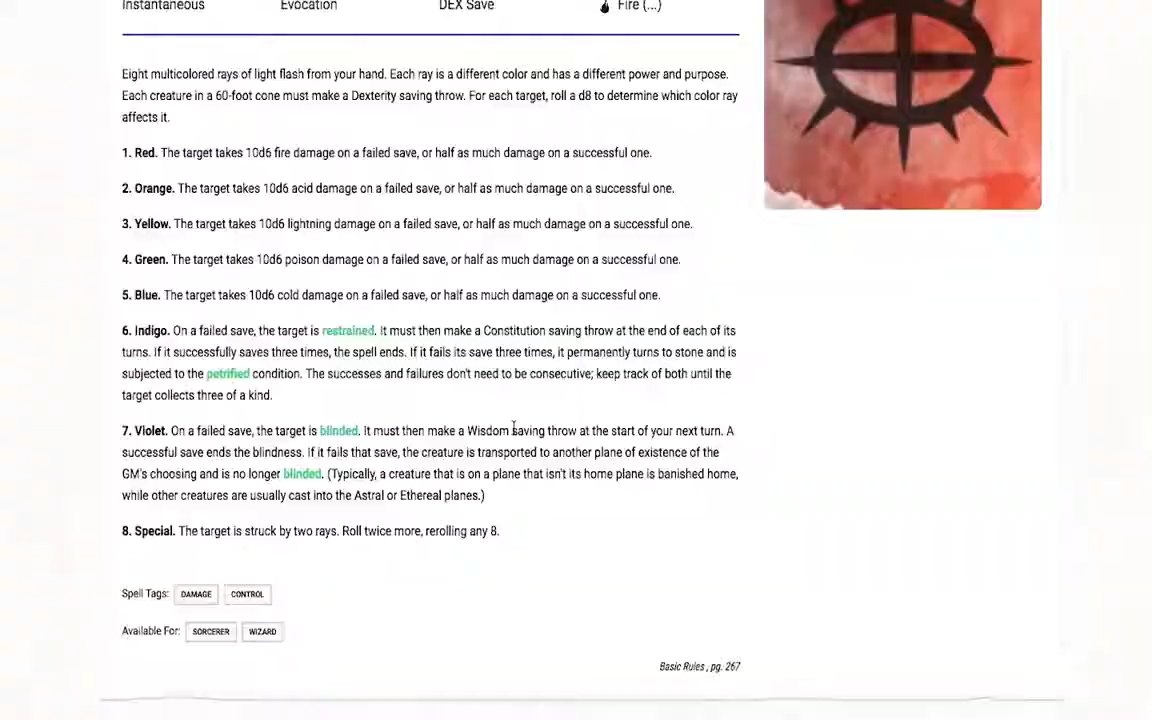 Instantaneous Evocation DEX Save Fire (...)
Eight multicolored rays of light flash from your hand. Each ray is a different color and has a different power and purpose.
Each creature in a 60-foot cone must make a Dexterity saving throw. For each target, roll a d8 to determine which color ray
affects it.
1. Red. The target takes 10d6 fire damage on a failed save, or half as much damage on a successful one.
2. Orange. The target takes 10d6 acid damage on a failed save, or half as much damage on a successful one.
3. Yellow. The target takes 10d6 lightning damage on a failed save, or half as much damage on a successful one.
4. Green. The target takes 10d6 poison damage on a failed save, or half as much damage on a successful one.
5. Blue. The target takes 10d6 cold damage on a failed save, or half as much damage on a successful one.
6. Indigo. On a failed save, the target is restrained. It must then make a Constitution saving throw at the end of each of its
turns. If it successfully saves three times, the spell ends. If it fails its save three times, it permanently turns to stone and is
subjected to the petrified condition. The successes and failures don't need to be consecutive; keep track of both until the
target collects three of a kind.
7. Violet. On a failed save, the target is blinded. It must then make a Wisdom saving throw at the start of your next turn. A
successful save ends the blindness. If it fails that save, the creature is transported to another plane of existence of the
GM's choosing and is no longer blinded. (Typically, a creature that is on a plane that isn't its home plane is banished home,
while other creatures are usually cast into the Astral or Ethereal planes.)
8. Special. The target is struck by two rays. Roll twice more, rerolling any 8.
Spell Tags: DAMAGE CONTROL
Available For: SORCERER WIZARD
Basic Rules , pg. 267